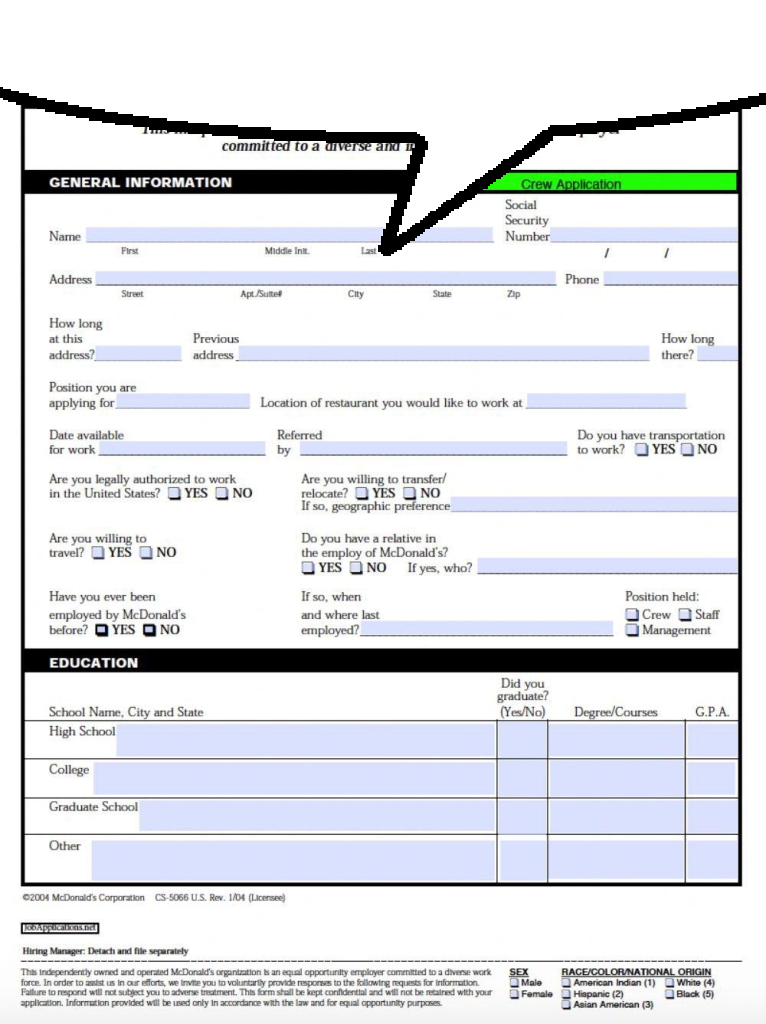 committed to a diverse and
GENERAL INFORMATION
Crew Application
Social
Security
Name Number
First Middle Init. Last / /
Address Phone
Street Apt./Suite# City State Zip
How long
at this Previous How long
address? address there?
Position you are
applying for Location of restaurant you would like to work at
Date available Referred Do you have transportation
for work by to work? YES NO
Are you legally authorized to work Are you willing to transfer/
in the United States? YES NO relocate? YES NO
If so, geographic preference
Are you willing to Do you have a relative in
travel? YES NO the employ of McDonald's?
YES NO If yes, who?
Have you ever been If so, when Position held:
employed by McDonald's and where last Crew Staff
before? YES NO employed? Management
EDUCATION
Did you
graduate?
School Name, City and State (Yes/No) Degree/Courses G.P.A.
High School
College
Graduate School
Other
©2004 McDonald's Corporation CS-5066 U.S. Rev. 1/04 (Licensee)
JobApplications.net
Hiring Manager: Detach and file separately
This independently owned and operated McDonald's organization is an equal opportunity employer committed to a diverse work
force. In order to assist us in our efforts, we invite you to voluntarily provide responses to the following requests for information.
Failure to respond will not subject you to adverse treatment. This form shall be kept confidential and will not be retained with your
application. Information provided will be used only in accordance with the law and for equal opportunity purposes.
SEX RACE/COLOR/NATIONAL ORIGIN
Male American Indian (1) White (4)
Female Hispanic (2) Black (5)
Asian American (3)